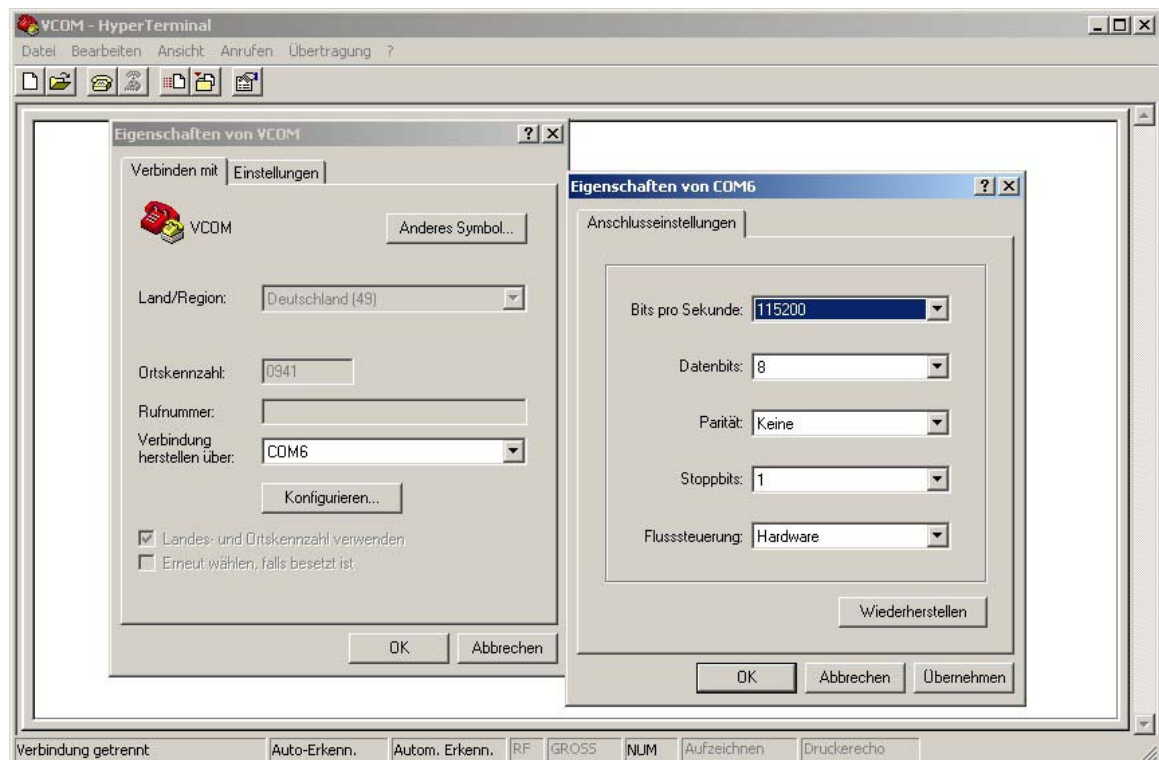 VCOM - HyperTerminal
Datei Bearbeiten Ansicht Anrufen Übertragung ?
Eigenschaften von VCOM
Verbinden mit
Einstellungen
VCOM
Anderes Symbol...
Land/Region:
Deutschland (49)
Ortskennzahl:
0941
Rufnummer:
Verbindung
herstellen über:
COM6
Konfigurieren...
Landes- und Ortskennzahl verwenden
Erneut wählen, falls besetzt ist
OK
Abbrechen
Eigenschaften von COM6
Anschlusseinstellungen
Bits pro Sekunde: 115200
Datenbits: 8
Parität: Keine
Stoppbits: 1
Flusssteuerung: Hardware
Wiederherstellen
OK
Abbrechen
Übernehmen
Verbindung getrennt
Auto-Erkenn.
Autom. Erkenn.
RF
GROSS
NUM
Aufzeichnen
Druckerecho